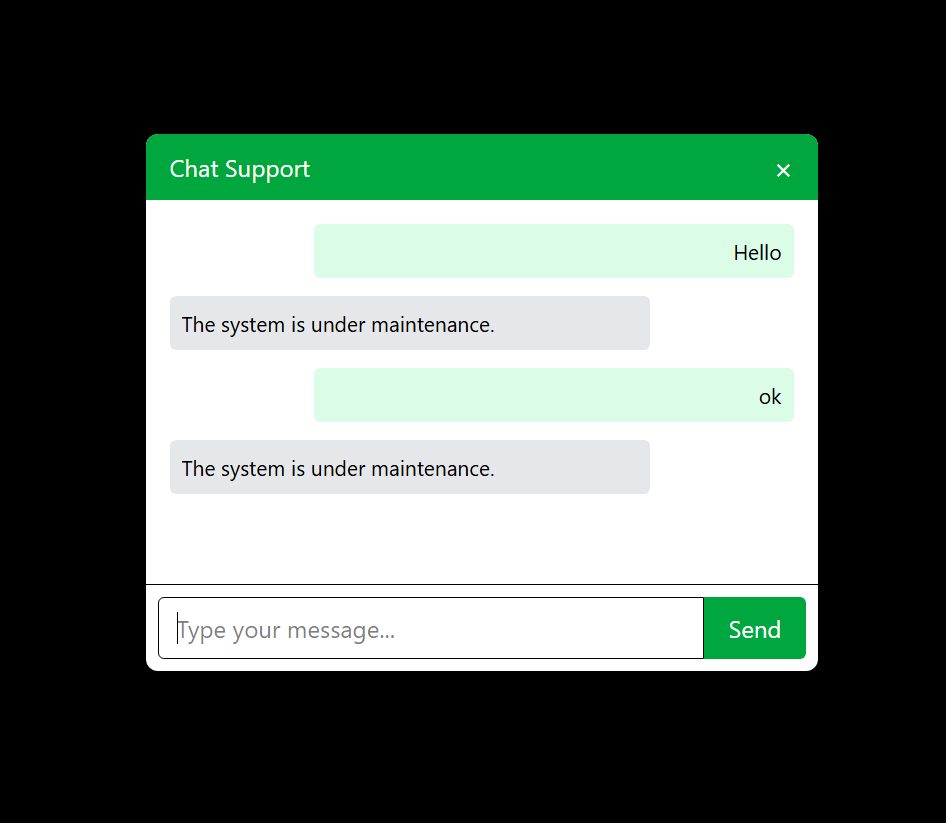 Chat Support ×
Hello
The system is under maintenance.
ok
The system is under maintenance.
Type your message...
Send